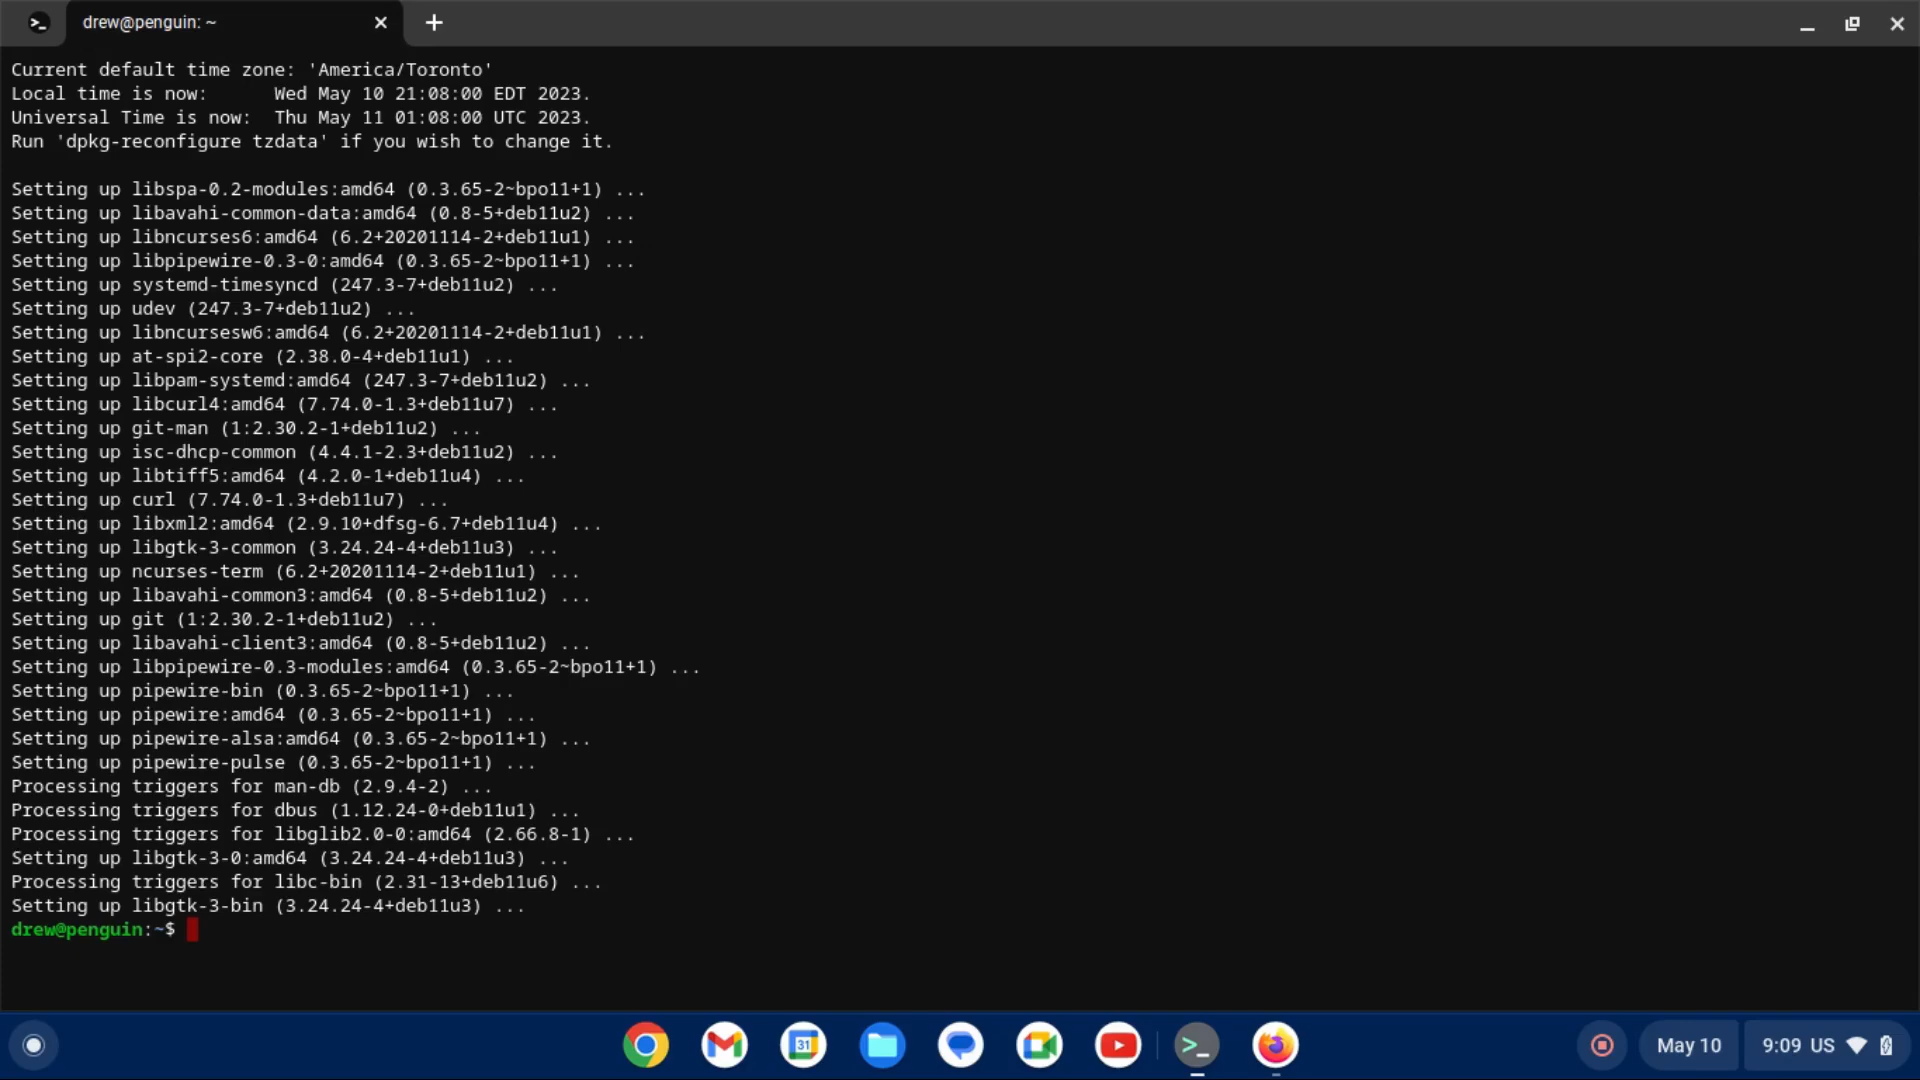 drew@penguin: ~
Current default time zone: 'America/Toronto'
Local time is now:      Wed May 10 21:08:00 EDT 2023.
Universal Time is now:  Thu May 11 01:08:00 UTC 2023.
Run 'dpkg-reconfigure tzdata' if you wish to change it.
Setting up libspa-0.2-modules:amd64 (0.3.65-2~bpo11+1) ...
Setting up libavahi-common-data:amd64 (0.8-5+deb11u2) ...
Setting up libncurses6:amd64 (6.2+20201114-2+deb11u1) ...
Setting up libpipewire-0.3-0:amd64 (0.3.65-2~bpo11+1) ...
Setting up systemd-timesyncd (247.3-7+deb11u2) ...
Setting up udev (247.3-7+deb11u2) ...
Setting up libncursesw6:amd64 (6.2+20201114-2+deb11u1) ...
Setting up at-spi2-core (2.38.0-4+deb11u1) ...
Setting up libpam-systemd:amd64 (247.3-7+deb11u2) ...
Setting up libcurl4:amd64 (7.74.0-1.3+deb11u7) ...
Setting up git-man (1:2.30.2-1+deb11u2) ...
Setting up isc-dhcp-common (4.4.1-2.3+deb11u2) ...
Setting up libtiff5:amd64 (4.2.0-1+deb11u4) ...
Setting up curl (7.74.0-1.3+deb11u7) ...
Setting up libxml2:amd64 (2.9.10+dfsg-6.7+deb11u4) ...
Setting up libgtk-3-common (3.24.24-4+deb11u3) ...
Setting up ncurses-term (6.2+20201114-2+deb11u1) ...
Setting up libavahi-common3:amd64 (0.8-5+deb11u2) ...
Setting up git (1:2.30.2-1+deb11u2) ...
Setting up libavahi-client3:amd64 (0.8-5+deb11u2) ...
Setting up libpipewire-0.3-modules:amd64 (0.3.65-2~bpo11+1) ...
Setting up pipewire-bin (0.3.65-2~bpo11+1) ...
Setting up pipewire:amd64 (0.3.65-2~bpo11+1) ...
Setting up pipewire-alsa:amd64 (0.3.65-2~bpo11+1) ...
Setting up pipewire-pulse (0.3.65-2~bpo11+1) ...
Processing triggers for man-db (2.9.4-2) ...
Processing triggers for dbus (1.12.24-0+deb11u1) ...
Processing triggers for libglib2.0-0:amd64 (2.66.8-1) ...
Setting up libgtk-3-0:amd64 (3.24.24-4+deb11u3) ...
Processing triggers for libc-bin (2.31-13+deb11u6) ...
Setting up libgtk-3-bin (3.24.24-4+deb11u3) ...
drew@penguin:~$
31
May 10
9:09 US